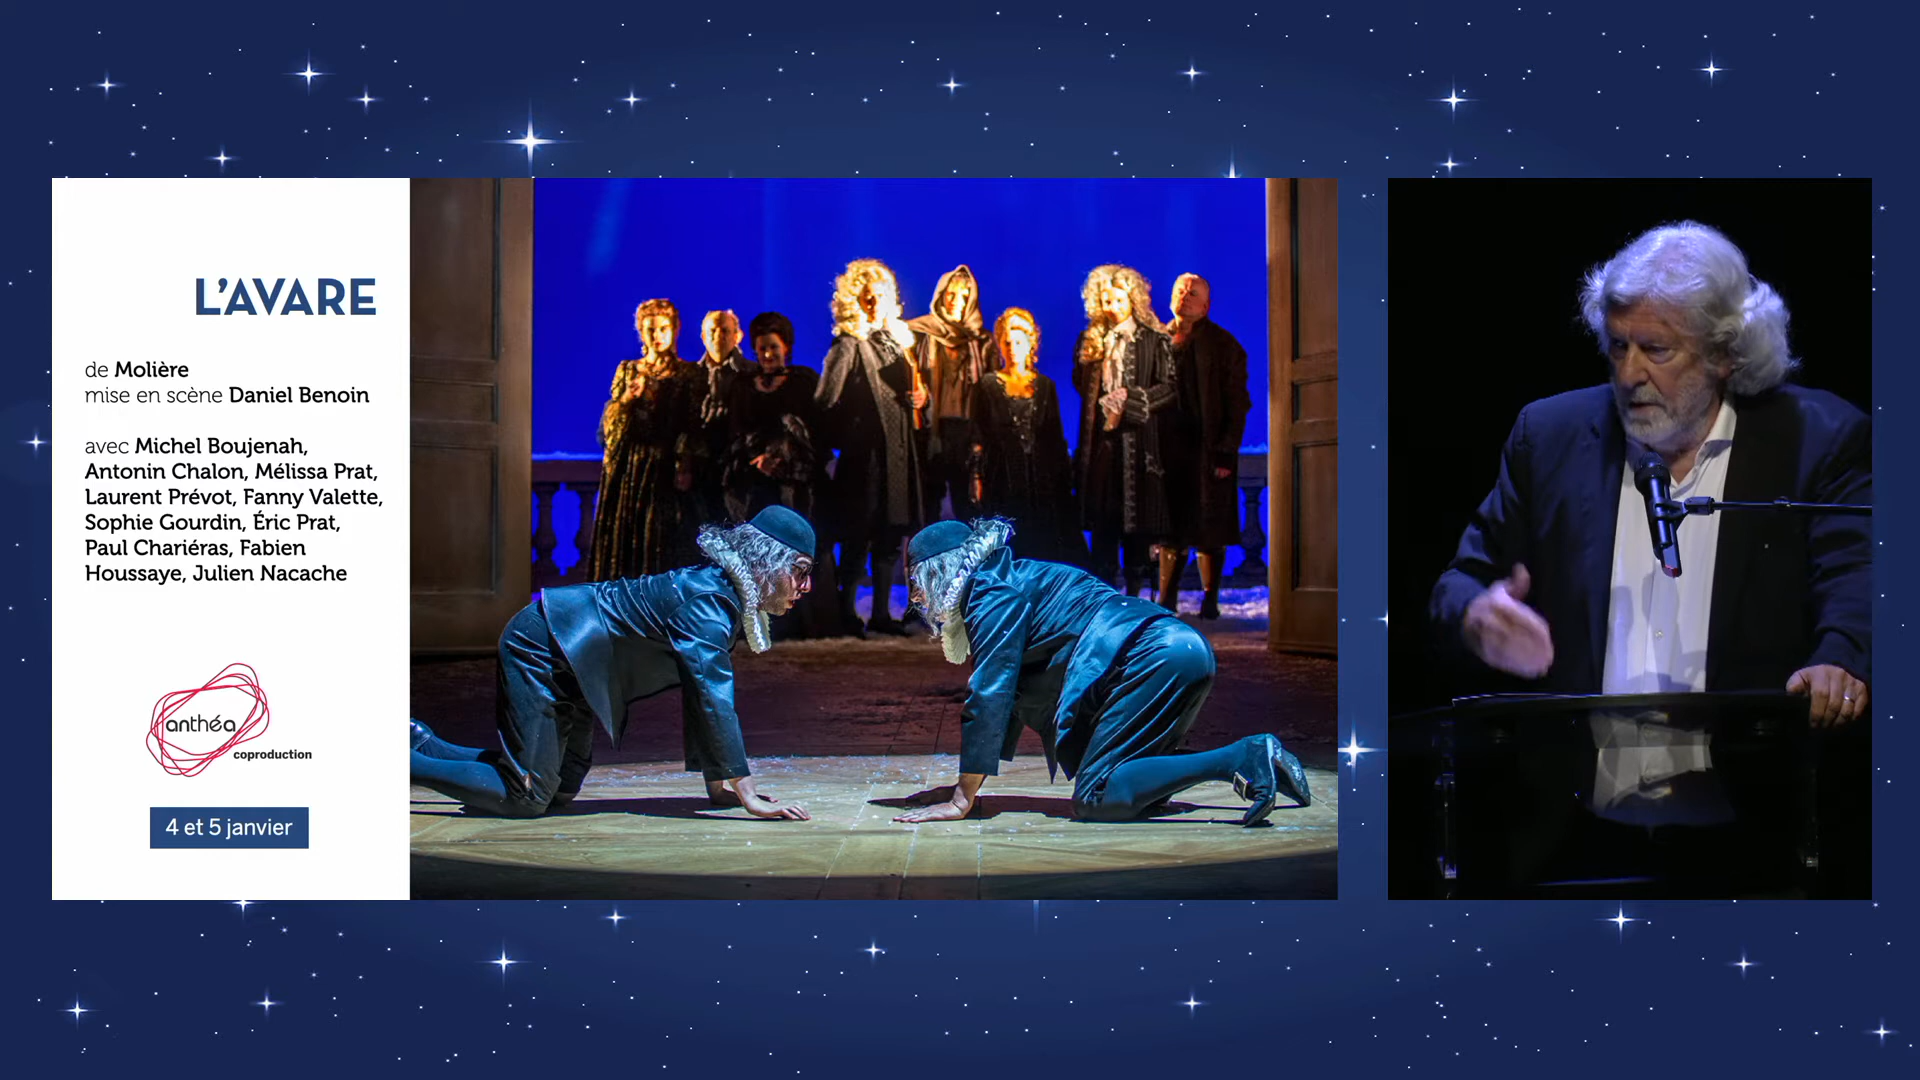 L'AVARE
de Molière
mise en scène Daniel Benoin
avec Michel Boujenah,
Antonin Chalon, Mélissa Prat,
Laurent Prévot, Fanny Valette,
Sophie Gourdin, Éric Prat,
Paul Chariéras, Fabien
Houssaye, Julien Nacache
anthéa
coproduction
4 et 5 janvier